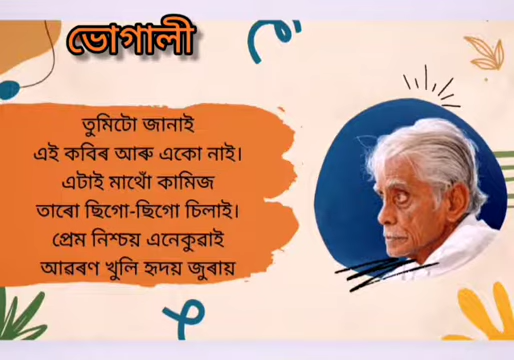 ভোগালী
তুমিটো জানাই
এই কবিৰ আৰু একো নাই।
এটাই মাথোঁ কামিজ
তাৰো ছিগো-ছিগো চিলাই।
প্ৰেম নিশ্চয় এনেকুৱাই
আৱৰণ খুলি হৃদয় জুৰায়